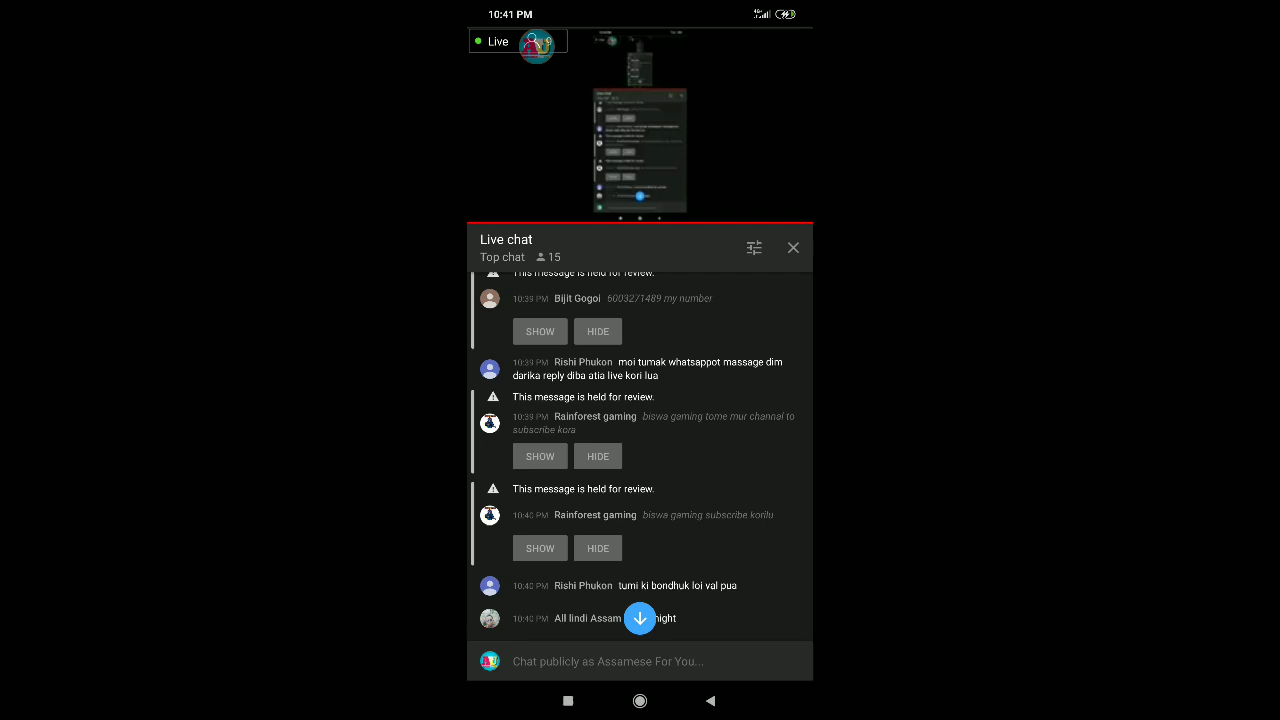 10:41 PM
Live 9
Live chat
Top chat 15
This message is held for review.
10:39 PM Bijit Gogoi 6003271489 my number
SHOW HIDE
10:39 PM Rishi Phukon moi tumak whatsappot massage dim
darika reply diba atia live kori lua
This message is held for review.
10:39 PM Rainforest gaming biswa gaming tome mur channal to
subscribe kora
SHOW HIDE
This message is held for review.
10:40 PM Rainforest gaming biswa gaming subscribe korilu
SHOW HIDE
10:40 PM Rishi Phukon tumi ki bondhuk loi val pua
10:40 PM All lindi Assam
Chat publicly as Assamese For You...